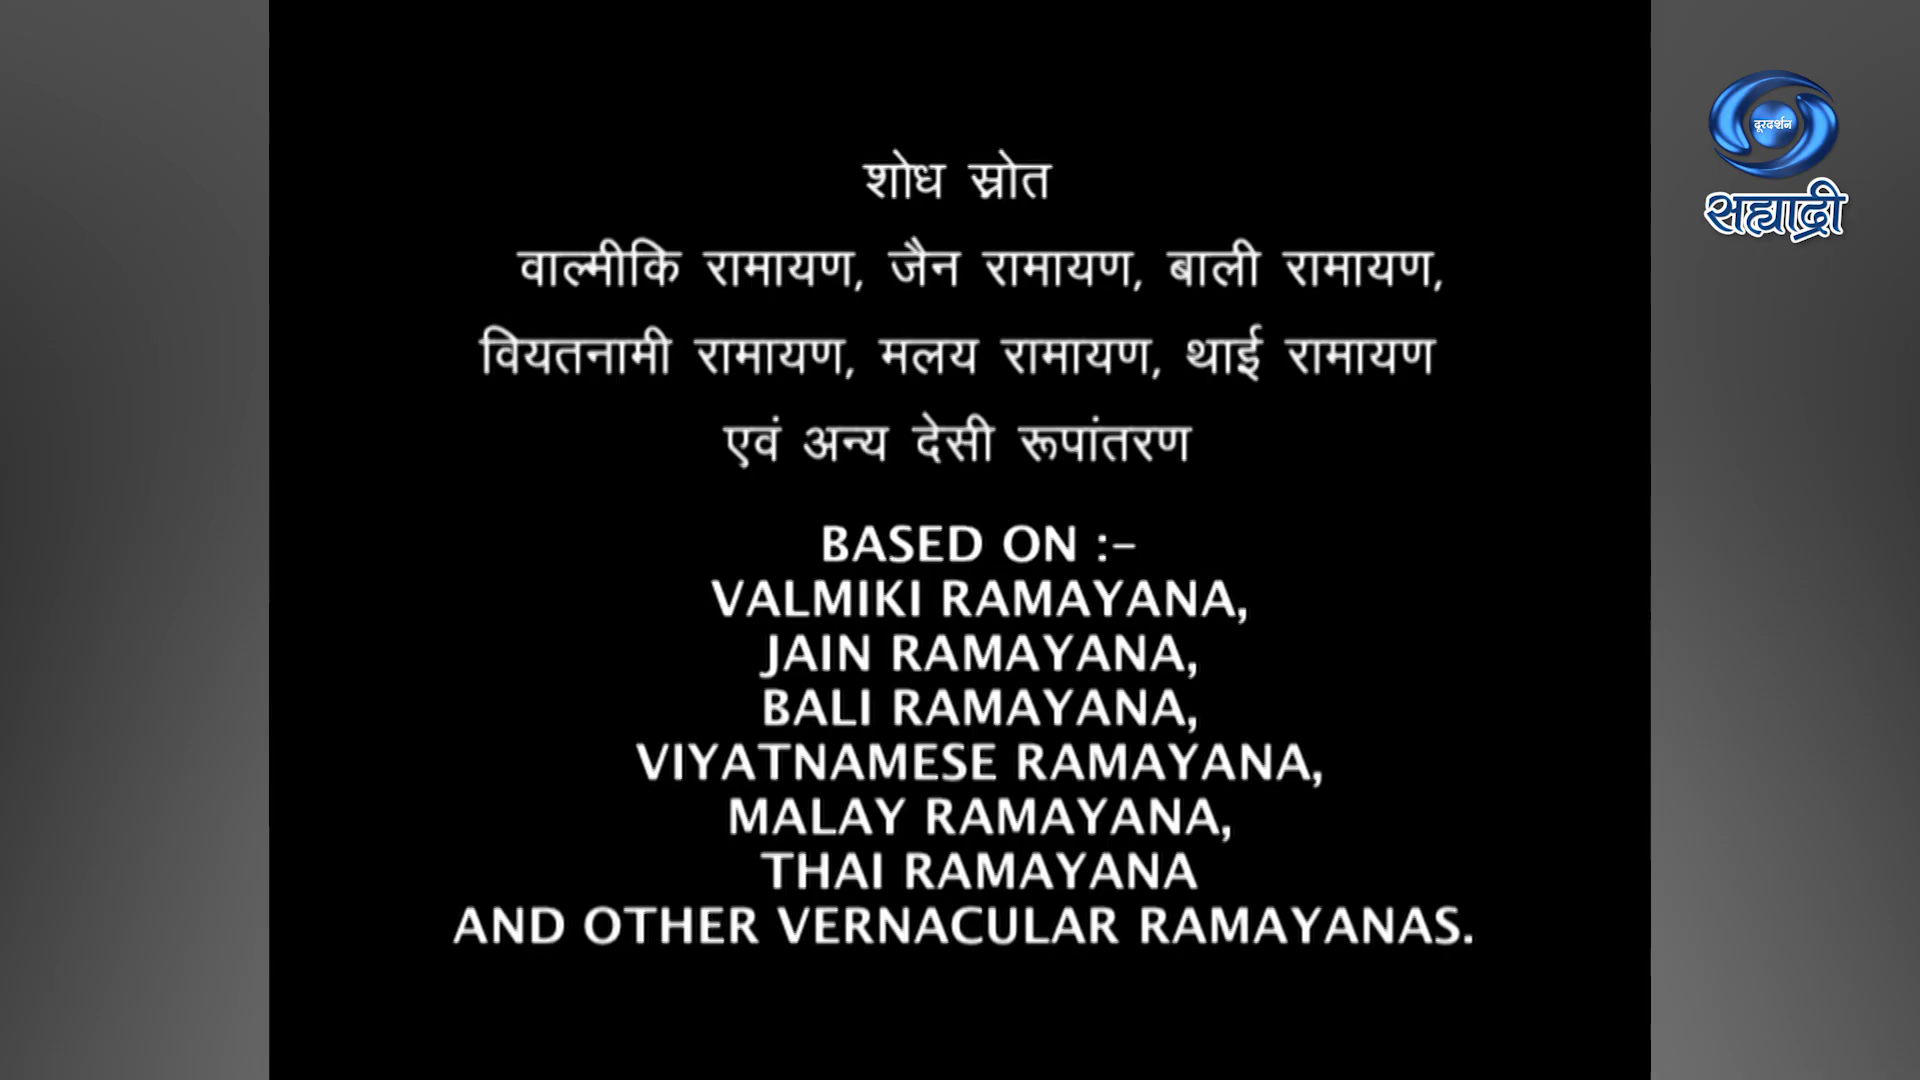 शोध स्रोत
वाल्मीकि रामायण, जैन रामायण, बाली रामायण,
वियतनामी रामायण, मलय रामायण, थाई रामायण
एवं अन्य देसी रूपांतरण
BASED ON :-
VALMIKI RAMAYANA,
JAIN RAMAYANA,
BALI RAMAYANA,
VIYATNAMESE RAMAYANA,
MALAY RAMAYANA,
THAI RAMAYANA
AND OTHER VERNACULAR RAMAYANAS.
दूरदर्शन
सह्याद्री